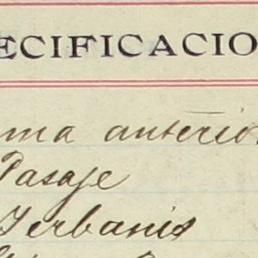 ECIFICACIO
ma anterio
Pasaje
Yerbanis